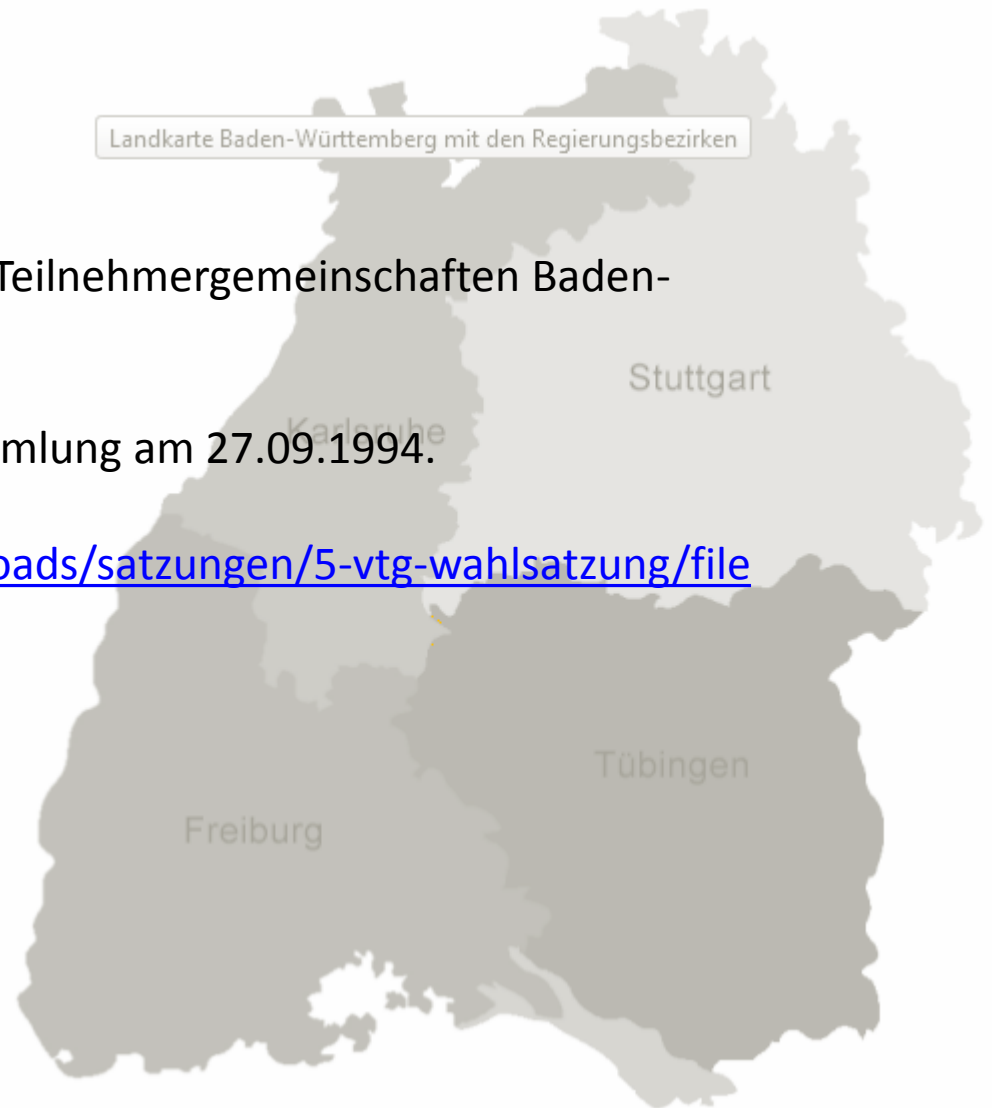 Landkarte Baden-Württemberg mit den Regierungsbezirken
Teilnehmergemeinschaften Baden-
Stuttgart
Karlsruhe
mlung am 27.09.1994.
oads/satzungen/5-vtg-wahlsatzung/file
Tübingen
Freiburg